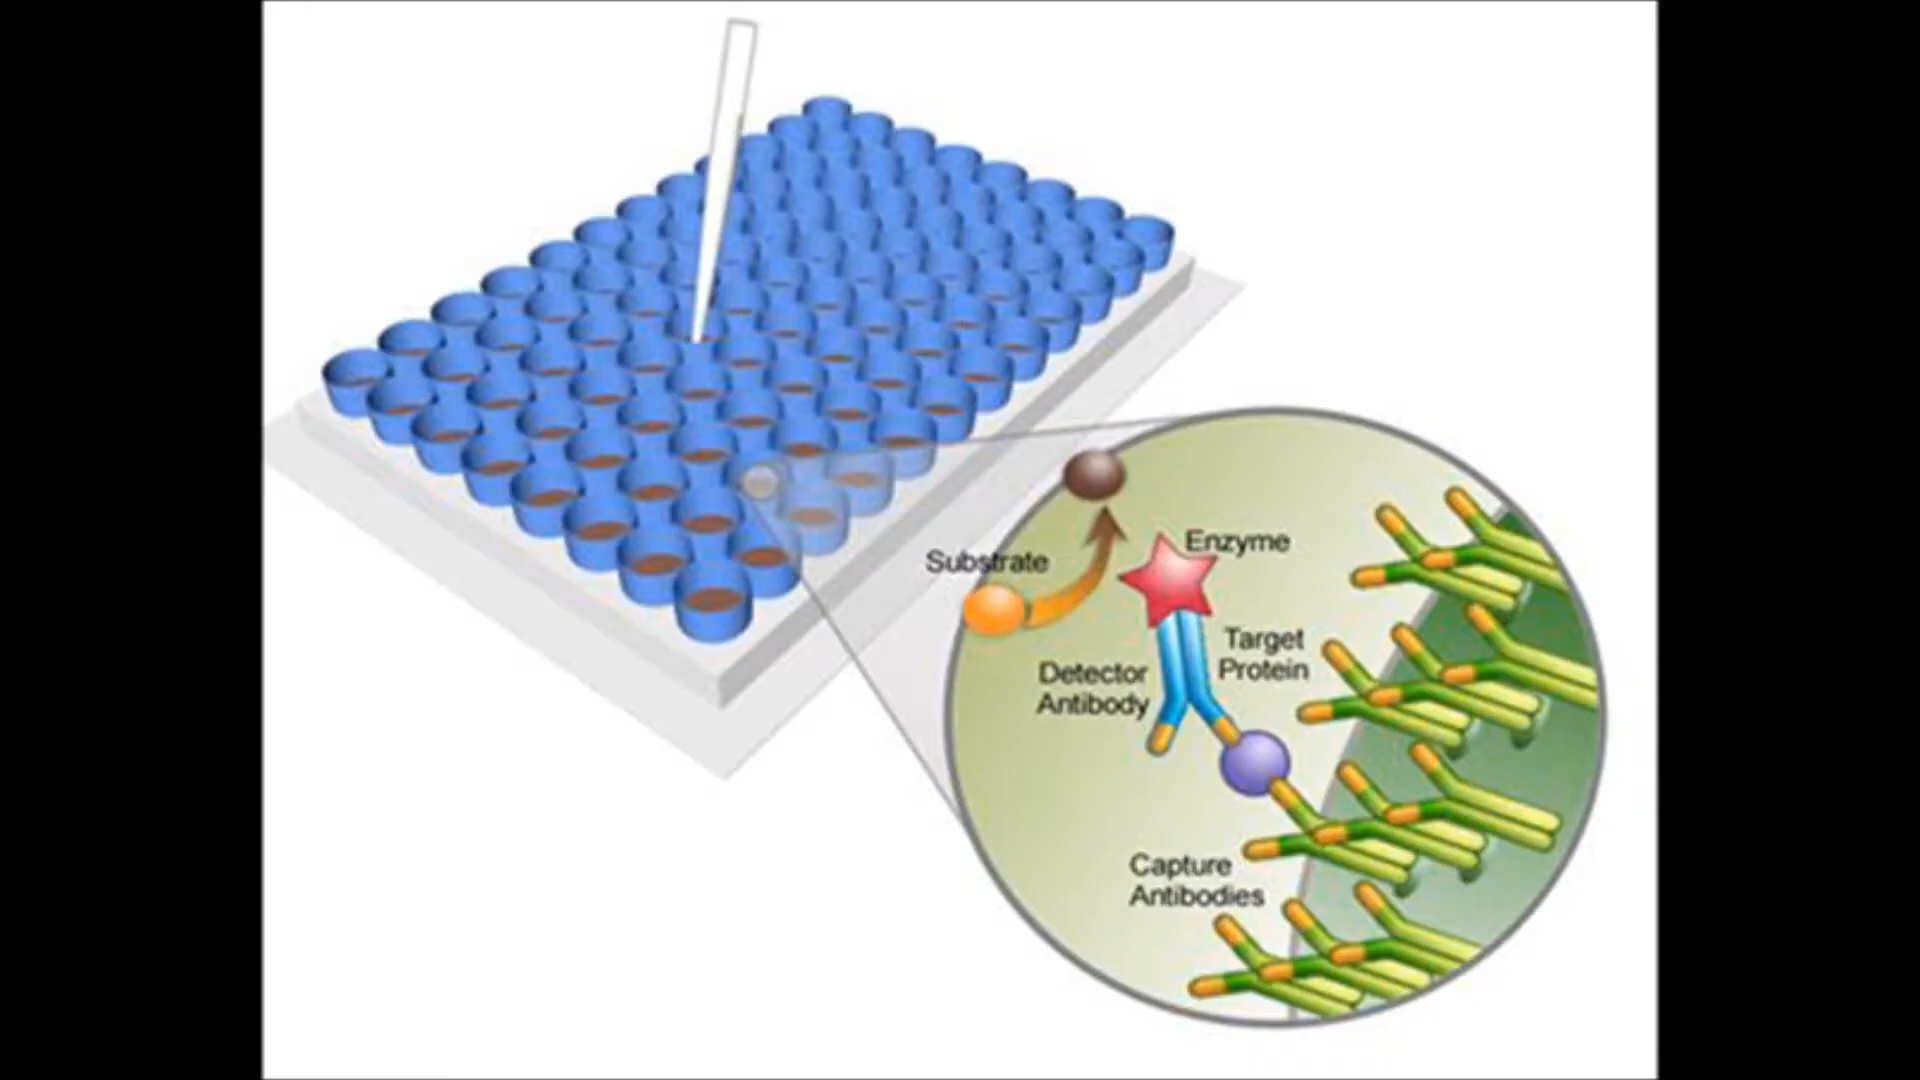 Substrate
Enzyme
Target
Protein
Detector
Antibody
Capture
Antibodies